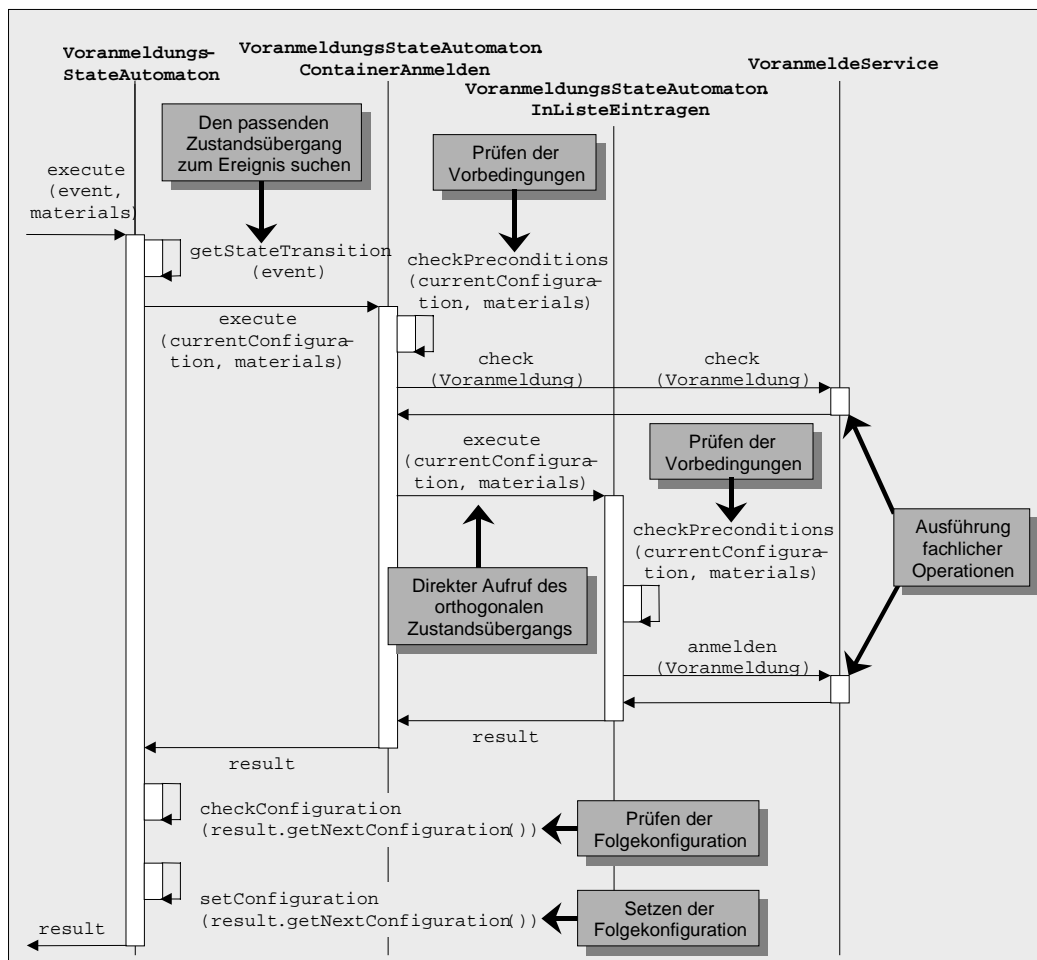 Voranmeldungs-
StateAutomaton
VoranmeldungsStateAutomaton
ContainerAnmelden
VoranmeldungsStateAutomaton
InListeEintragen
VoranmeldeService
Den passenden
Zustandsübergang
zum Ereignis suchen
Prüfen der
Vorbedingungen
execute
(event,
materials)
getStateTransition
(event)
checkPreconditions
(currentConfigura-
tion, materials)
execute
(currentConfigura-
tion, materials)
check
(Voranmeldung)
check
(Voranmeldung)
execute
(currentConfigura-
tion, materials)
Prüfen der
Vorbedingungen
checkPreconditions
(currentConfigura-
tion, materials)
Ausführung
fachlicher
Operationen
Direkter Aufruf des
orthogonalen
Zustandsübergangs
anmelden
(Voranmeldung)
result
result
checkConfiguration
(result.getNextConfiguration())
Prüfen der
Folgekonfiguration
setConfiguration
(result.getNextConfiguration())
Setzen der
Folgekonfiguration
result